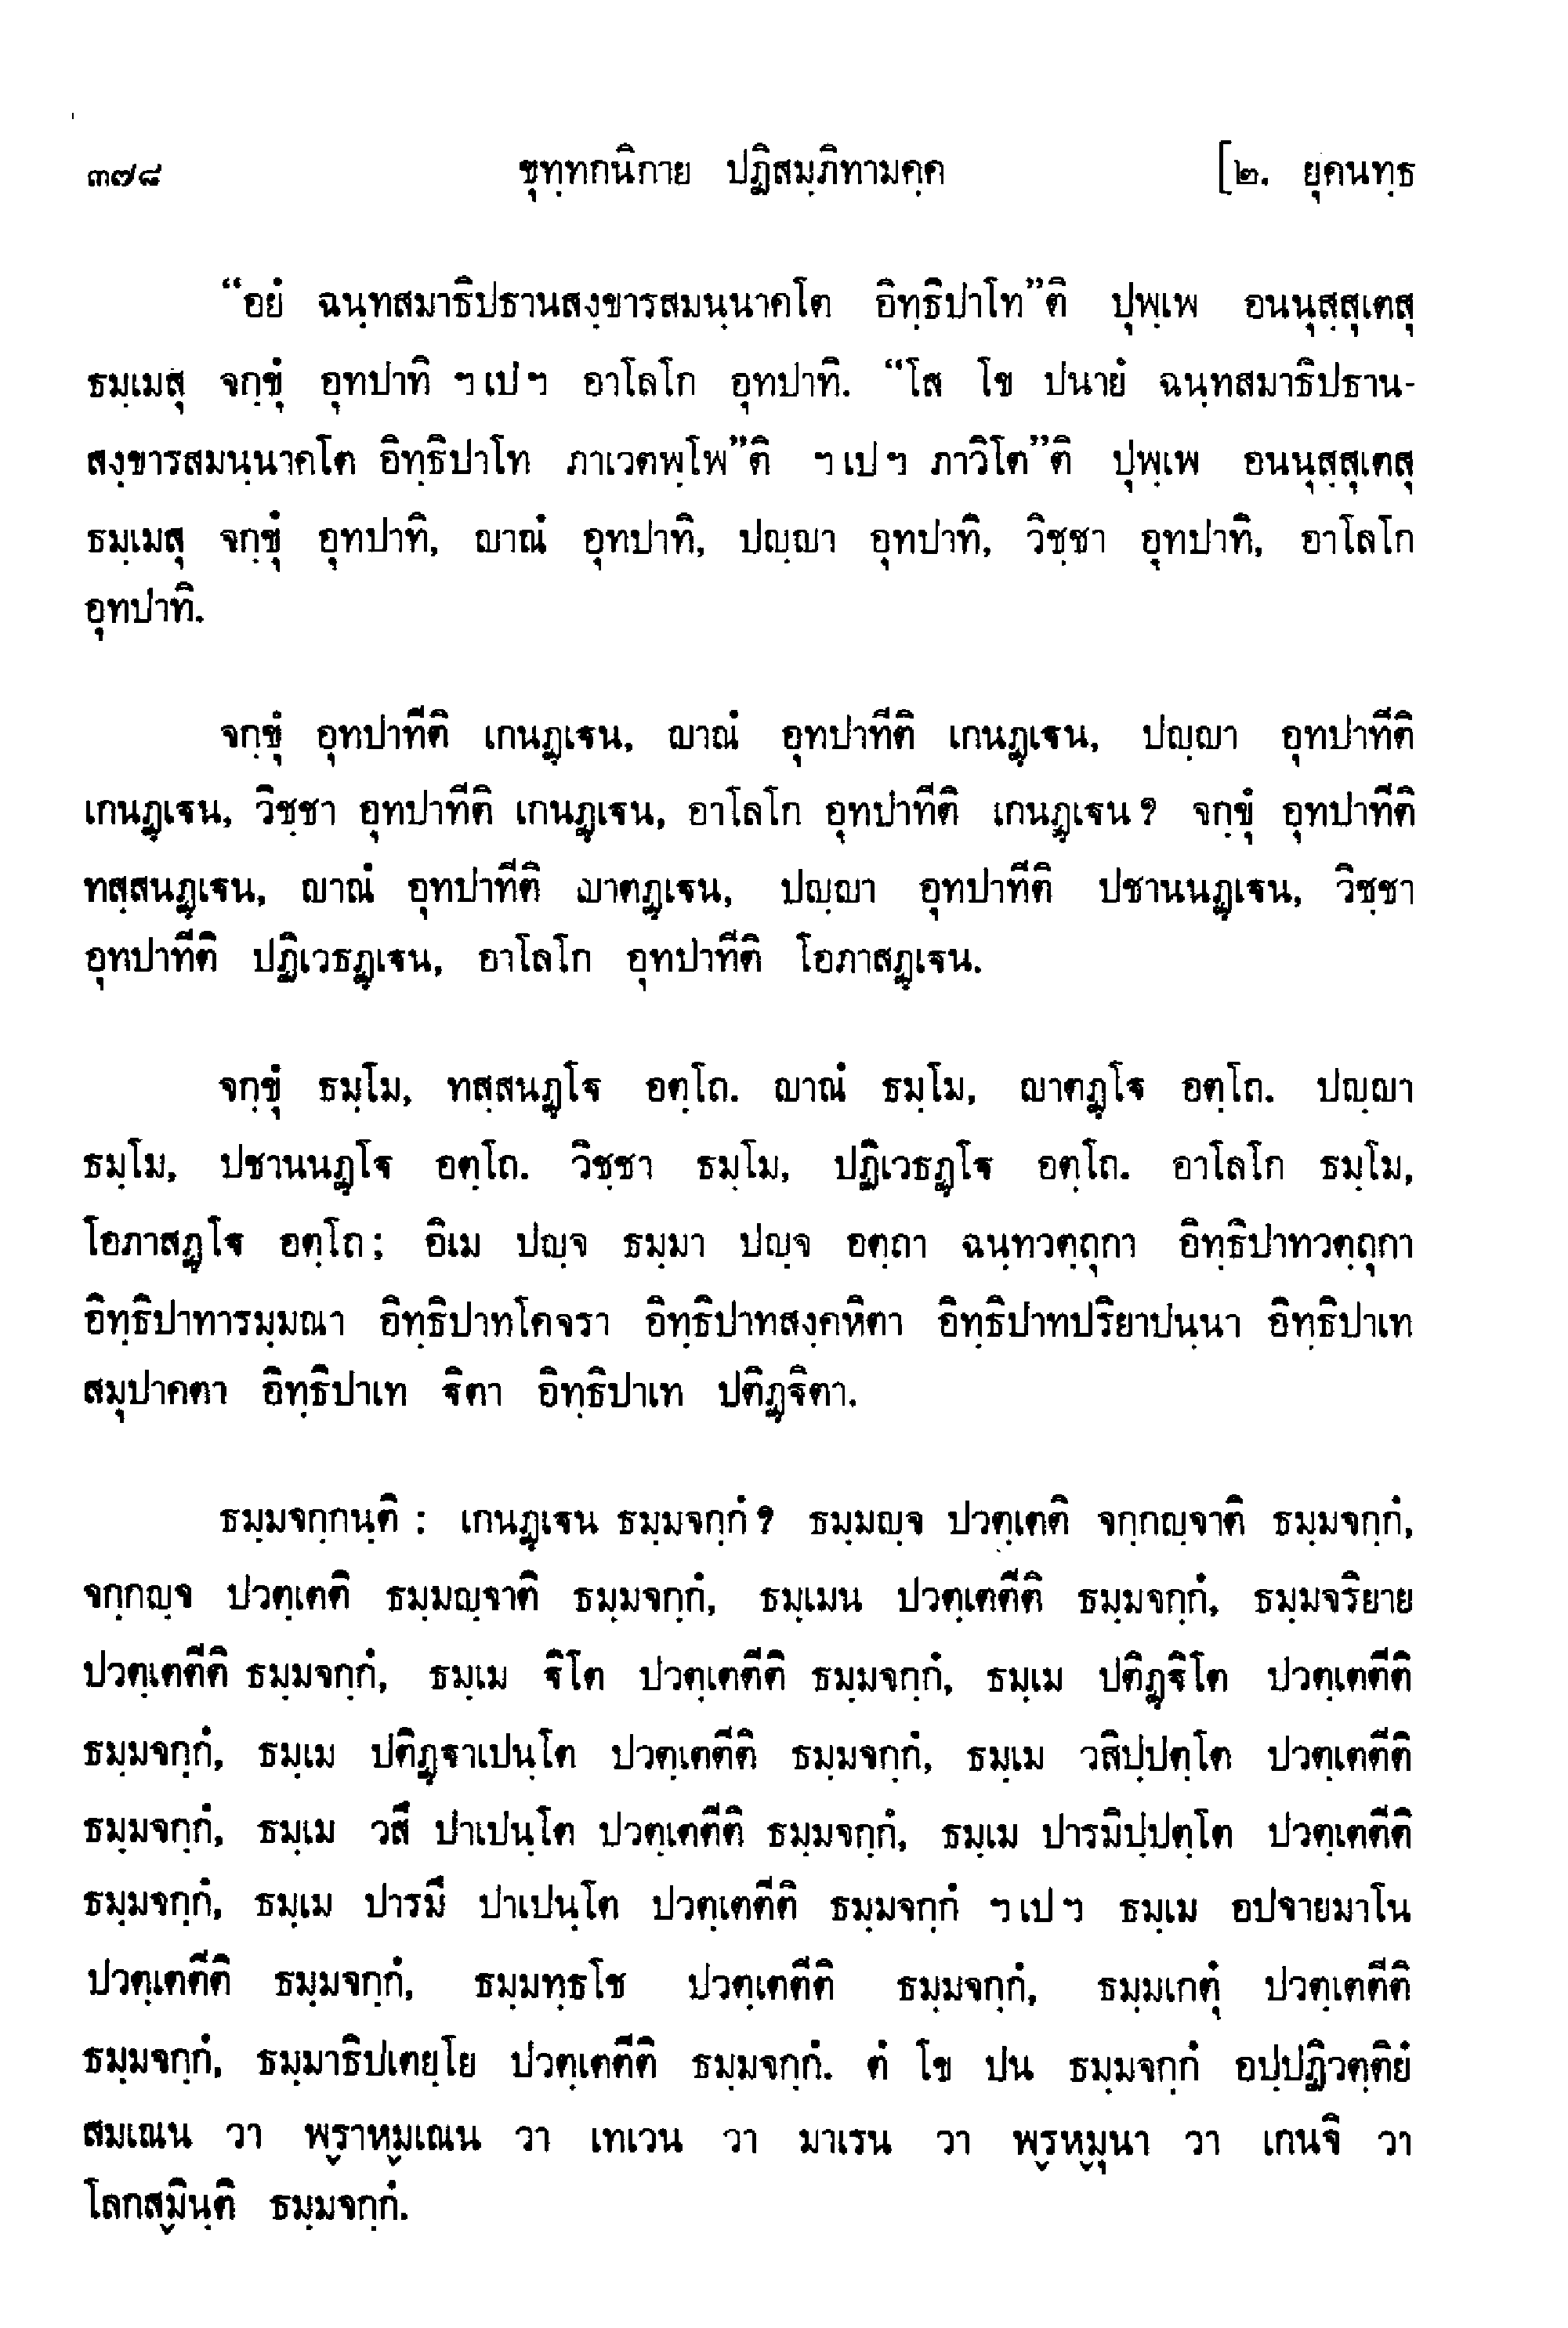 ๓๗๘ ขุทฺทกนิกาย ปฏิสมฺภิทามคฺค [๒. ยุคนทฺธ
“อยํ ฉนฺทสมาธิปธานสงฺขารสมนฺนาคโต อิทฺธิปาโท”ติ ปุพฺเพ อนนุสฺสุเตสุ
ธมฺเมสุ จกฺขุํ อุทปาทิ ฯ เป ฯ อาโลโก อุทปาทิ. “โส โข ปนายํ ฉนฺทสมาธิปธาน-
สงฺขารสมนฺนาคโต อิทฺธิปาโท ภาเวตพฺโพ”ติ ฯ เป ฯ ภาวิโต”ติ ปุพฺเพ อนนุสฺสุเตสุ
ธมฺเมสุ จกฺขุํ อุทปาทิ, ญาณํ อุทปาทิ, ปญฺญา อุทปาทิ, วิชฺชา อุทปาทิ, อาโลโก
อุทปาทิ.
จกฺขุํ อุทปาทีติ เกนฏฺเฐน, ญาณํ อุทปาทีติ เกนฏฺเฐน, ปญฺญา อุทปาทีติ
เกนฏฺเฐน, วิชฺชา อุทปาทีติ เกนฏฺเฐน, อาโลโก อุทปาทีติ เกนฏฺเฐน ? จกฺขุํ อุทปาทีติ
ทสฺสนฏฺเฐน, ญาณํ อุทปาทีติ ญาตฏฺเฐน, ปญฺญา อุทปาทีติ ปชานนฏฺเฐน, วิชฺชา
อุทปาทีติ ปฏิเวธฏฺเฐน, อาโลโก อุทปาทีติ โอภาสฏฺเฐน.
จกฺขุํ ธมฺโม, ทสฺสนฏฺโฐ อตฺโถ. ญาณํ ธมฺโม, ญาตฏฺโฐ อตฺโถ. ปญฺญา
ธมฺโม, ปชานนฏฺโฐ อตฺโถ. วิชฺชา ธมฺโม, ปฏิเวธฏฺโฐ อตฺโถ. อาโลโก ธมฺโม,
โอภาสฏฺโฐ อตฺโถ; อิเม ปญฺจ ธมฺมา ปญฺจ อตฺถา ฉนฺทวตฺถุกา อิทฺธิปาทวตฺถุกา
อิทฺธิปาทารมฺมณา อิทฺธิปาทโคจรา อิทฺธิปาทสงฺคหิตา อิทฺธิปาทปริยาปนฺนา อิทฺธิปาเท
สมุปาคตา อิทฺธิปาเท ฐิตา อิทฺธิปาเท ปติฏฺฐิตา.
ธมฺมจกฺกนฺติ : เกนฏฺเฐน ธมฺมจกฺกํ ? ธมฺมญฺจ ปวตฺเตติ จกฺกญฺจาติ ธมฺมจกฺกํ,
จกฺกญฺจ ปวตฺเตติ ธมฺมญฺจาติ ธมฺมจกฺกํ, ธมฺเมน ปวตฺเตตีติ ธมฺมจกฺกํ, ธมฺมจริยาย
ปวตฺเตตีติ ธมฺมจกฺกํ, ธมฺเม ฐิโต ปวตฺเตตีติ ธมฺมจกฺกํ, ธมฺเม ปติฏฺฐิโต ปวตฺเตตีติ
ธมฺมจกฺกํ, ธมฺเม ปติฏฺฐาเปนฺโต ปวตฺเตตีติ ธมฺมจกฺกํ, ธมฺเม วสิปฺปตฺโต ปวตฺเตตีติ
ธมฺมจกฺกํ, ธมฺเม วสึ ปาเปนฺโต ปวตฺเตตีติ ธมฺมจกฺกํ, ธมฺเม ปารมิปฺปตฺโต ปวตฺเตตีติ
ธมฺมจกฺกํ, ธมฺเม ปารมึ ปาเปนฺโต ปวตฺเตตีติ ธมฺมจกฺกํ ฯ เป ฯ ธมฺเม อปจายมาโน
ปวตฺเตตีติ ธมฺมจกฺกํ, ธมฺมทฺธโช ปวตฺเตตีติ ธมฺมจกฺกํ, ธมฺมเกตุํ ปวตฺเตตีติ
ธมฺมจกฺกํ, ธมฺมาธิปเตยฺโย ปวตฺเตตีติ ธมฺมจกฺกํ. ตํ โข ปน ธมฺมจกฺกํ อปฺปฏิวตฺติยํ
สมเณน วา พฺราหฺมเณน วา เทเวน วา มาเรน วา พฺรหฺมุนา วา เกนจิ วา
โลกสฺมินฺติ ธมฺมจกฺกํ.